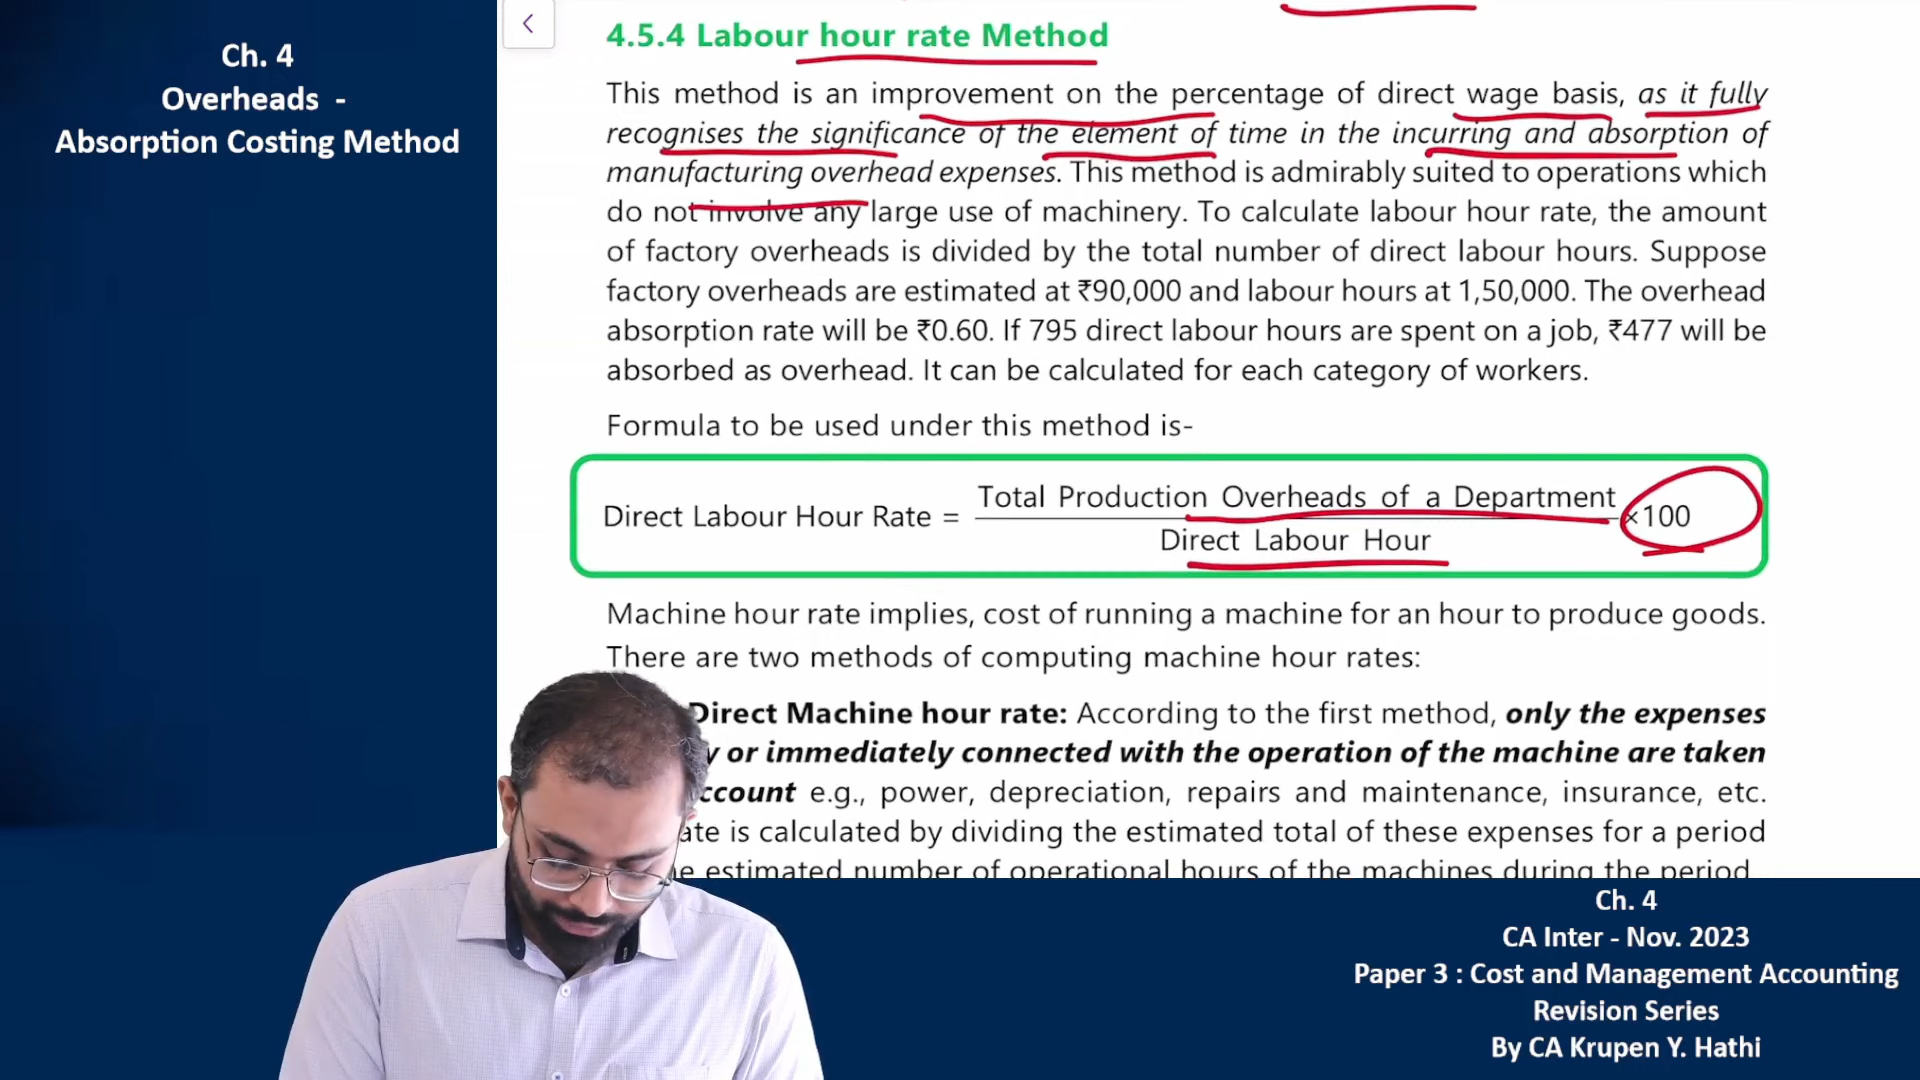 Ch. 4
Overheads -
Absorption Costing Method
4.5.4 Labour hour rate Method
This method is an improvement on the percentage of direct wage basis, as it fully
recognises the significance of the element of time in the incurring and absorption of
manufacturing overhead expenses. This method is admirably suited to operations which
do not involve any large use of machinery. To calculate labour hour rate, the amount
of factory overheads is divided by the total number of direct labour hours. Suppose
factory overheads are estimated at ₹90,000 and labour hours at 1,50,000. The overhead
absorption rate will be ₹0.60. If 795 direct labour hours are spent on a job, ₹477 will be
absorbed as overhead. It can be calculated for each category of workers.
Formula to be used under this method is-
Direct Labour Hour Rate = Total Production Overheads of a Department
Direct Labour Hour ×100
Machine hour rate implies, cost of running a machine for an hour to produce goods.
There are two methods of computing machine hour rates:
Direct Machine hour rate: According to the first method, only the expenses
or immediately connected with the operation of the machine are taken
e.g., power, depreciation, repairs and maintenance, insurance, etc.
is calculated by dividing the estimated total of these expenses for a period
estimated number of operational hours of the machines during the period
Ch. 4
CA Inter - Nov. 2023
Paper 3 : Cost and Management Accounting
Revision Series
By CA Krupen Y. Hathi